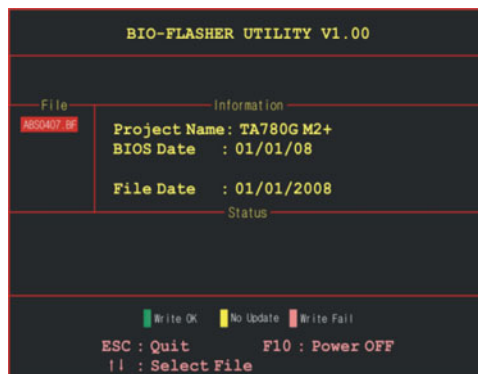 BIO-FLASHER UTILITY V1.00
File
Information
ABS0407.BF
Project Name: TA780G M2+
BIOS Date : 01/01/08
File Date : 01/01/2008
Status
Write OK No Update Write Fail
ESC : Quit F10 : Power OFF
↑↓ : Select File